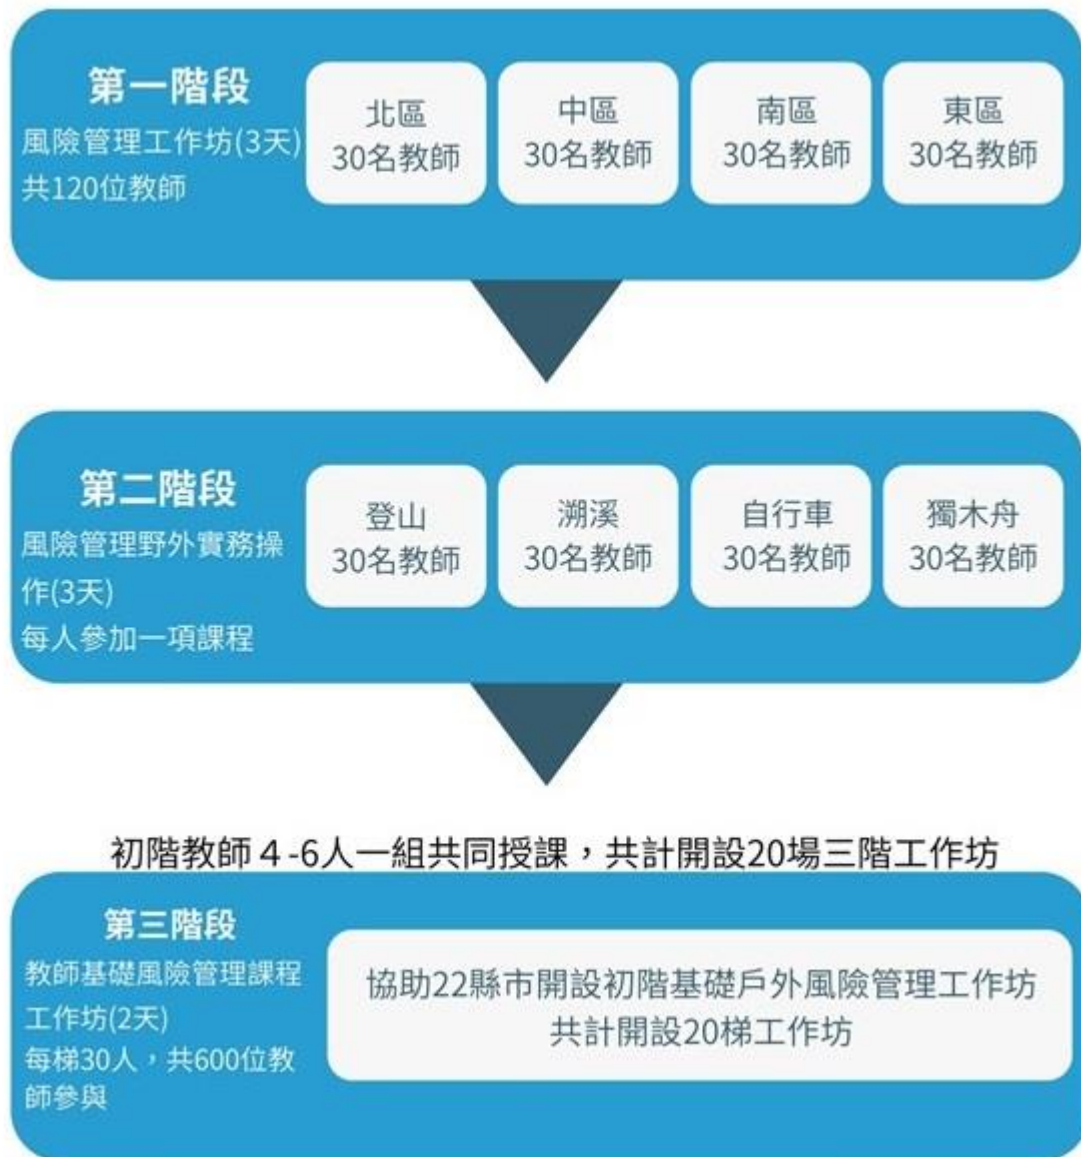 第一階段
風險管理工作坊(3天)
共120位教師
北區
30名教師
中區
30名教師
南區
30名教師
東區
30名教師
第二階段
風險管理野外實務操
作(3天)
每人參加一項課程
登山
30名教師
溯溪
30名教師
自行車
30名教師
獨木舟
30名教師
初階教師４-6人一組共同授課，共計開設20場三階工作坊
第三階段
教師基礎風險管理課程
工作坊(2天)
每梯30人，共600位教
師參與
協助22縣市開設初階基礎戶外風險管理工作坊
共計開設20梯工作坊